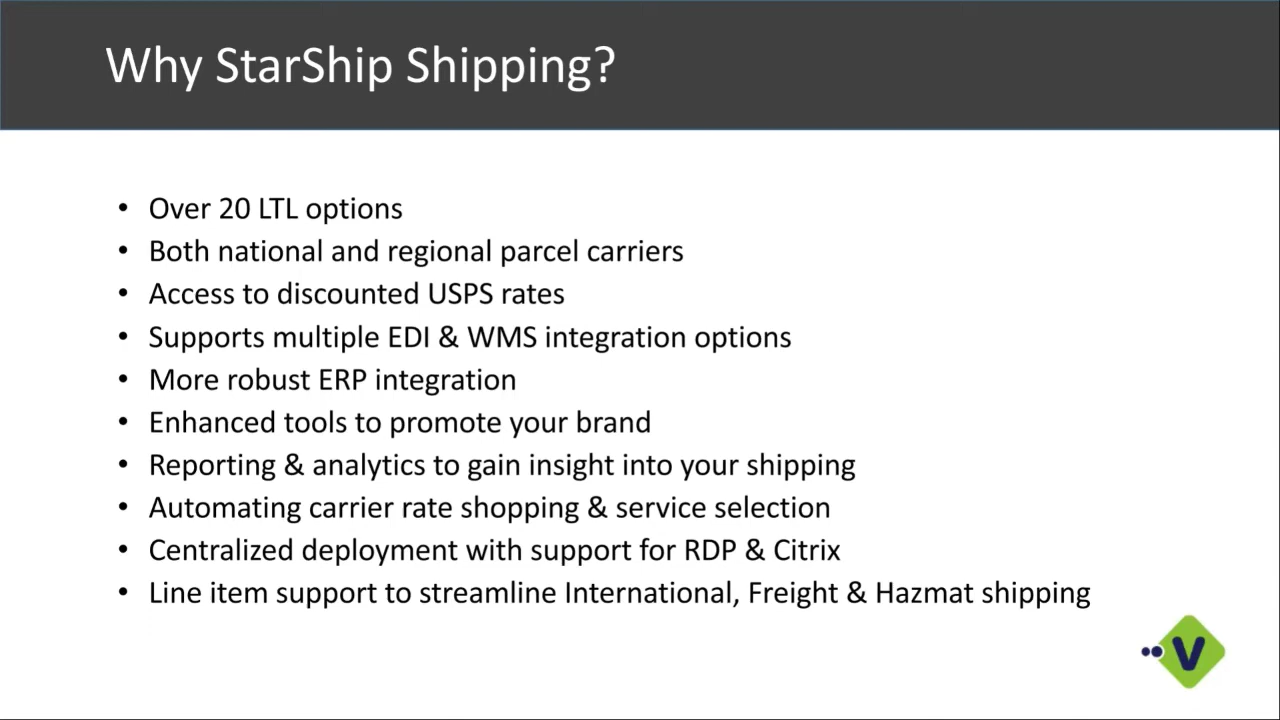 Why StarShip Shipping?
• Over 20 LTL options
• Both national and regional parcel carriers
• Access to discounted USPS rates
• Supports multiple EDI & WMS integration options
• More robust ERP integration
• Enhanced tools to promote your brand
• Reporting & analytics to gain insight into your shipping
• Automating carrier rate shopping & service selection
• Centralized deployment with support for RDP & Citrix
• Line item support to streamline International, Freight & Hazmat shipping
V